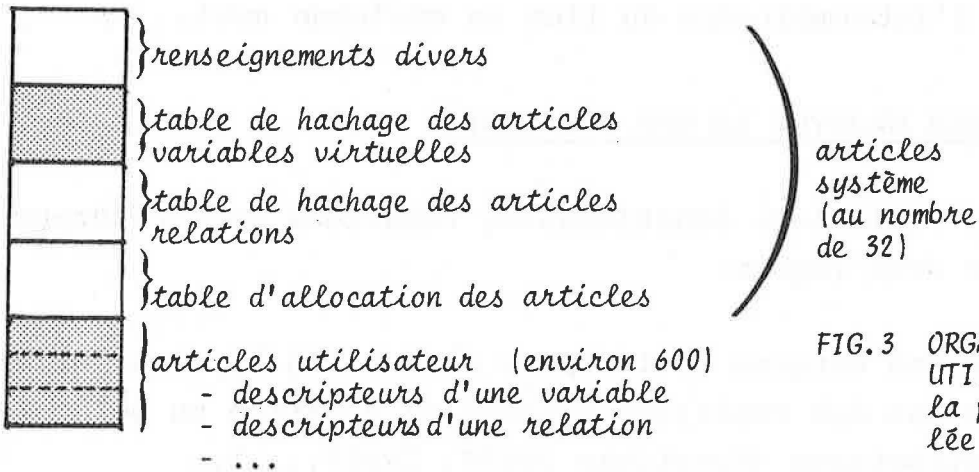 renseignements divers
table de hachage des articles
variables virtuelles
table de hachage des articles
relations
table d'allocation des articles
articles
système
(au nombre
de 32)
articles utilisateur (environ 600)
- descripteurs d'une variable
- descripteurs d'une relation
- ...
FIG.3 ORGA
UTI
la p
lée